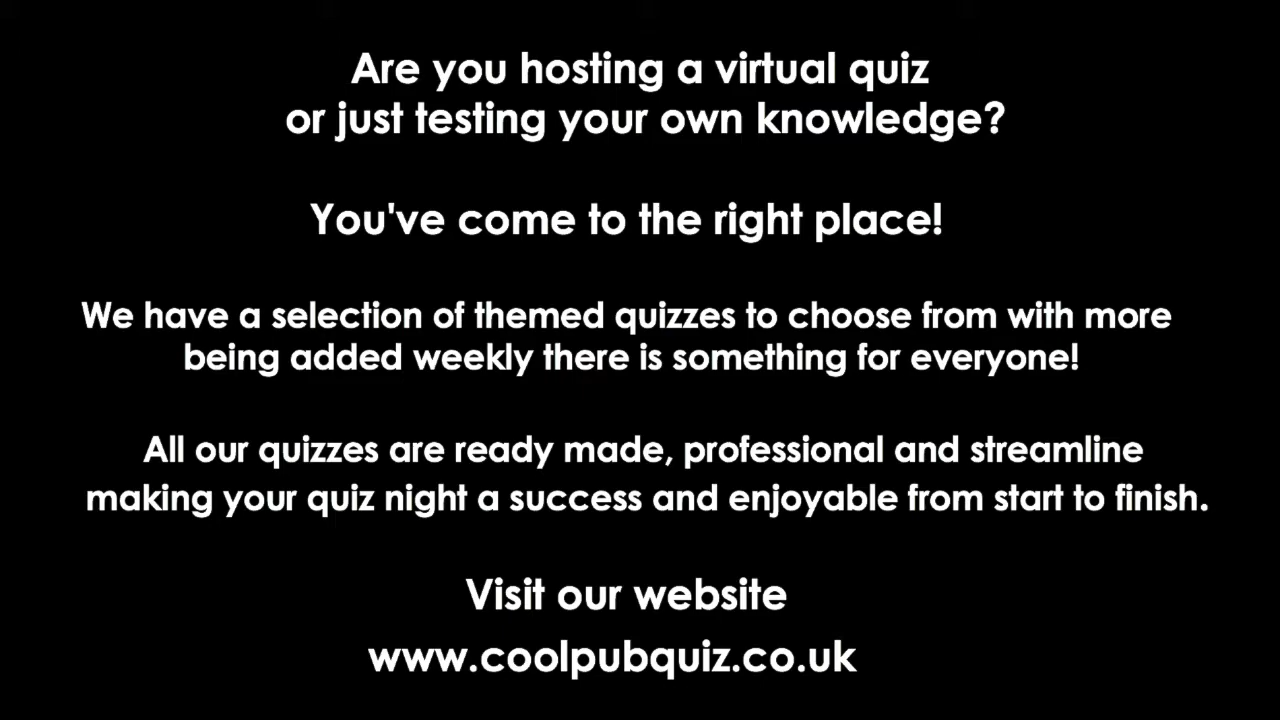 Are you hosting a virtual quiz
or just testing your own knowledge?
You've come to the right place!
We have a selection of themed quizzes to choose from with more
being added weekly there is something for everyone!
All our quizzes are ready made, professional and streamline
making your quiz night a success and enjoyable from start to finish.
Visit our website
www.coolpubquiz.co.uk